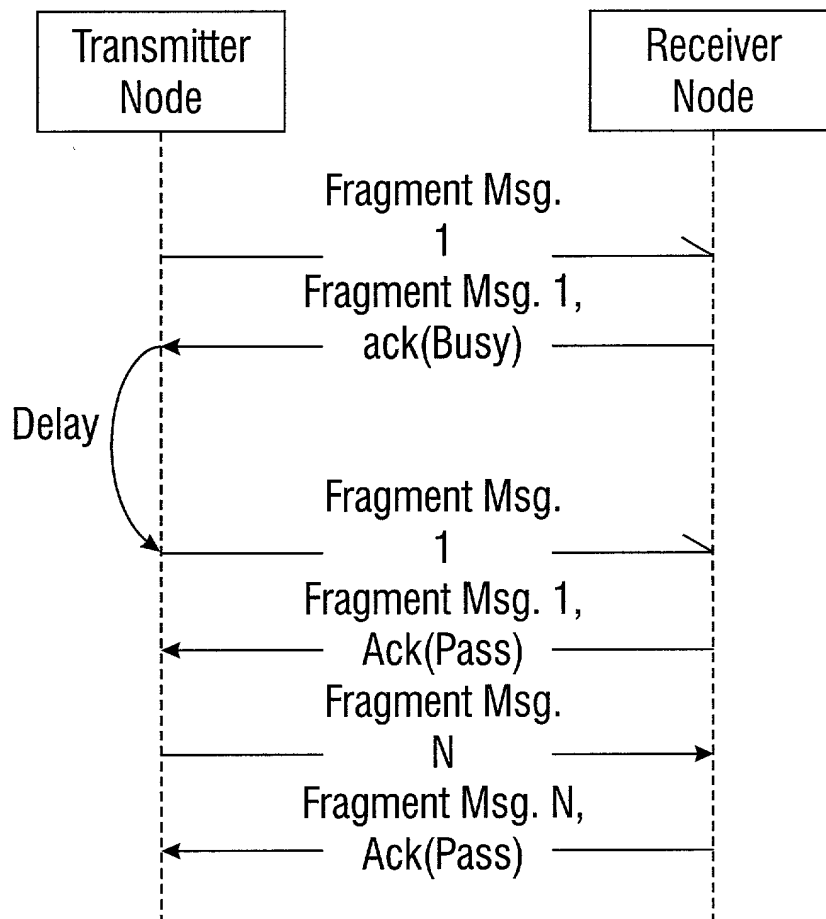 Transmitter
Node
Receiver
Node
Fragment Msg.
1
Fragment Msg. 1,
ack(Busy)
Delay
Fragment Msg.
1
Fragment Msg. 1,
Ack(Pass)
Fragment Msg.
N
Fragment Msg. N,
Ack(Pass)